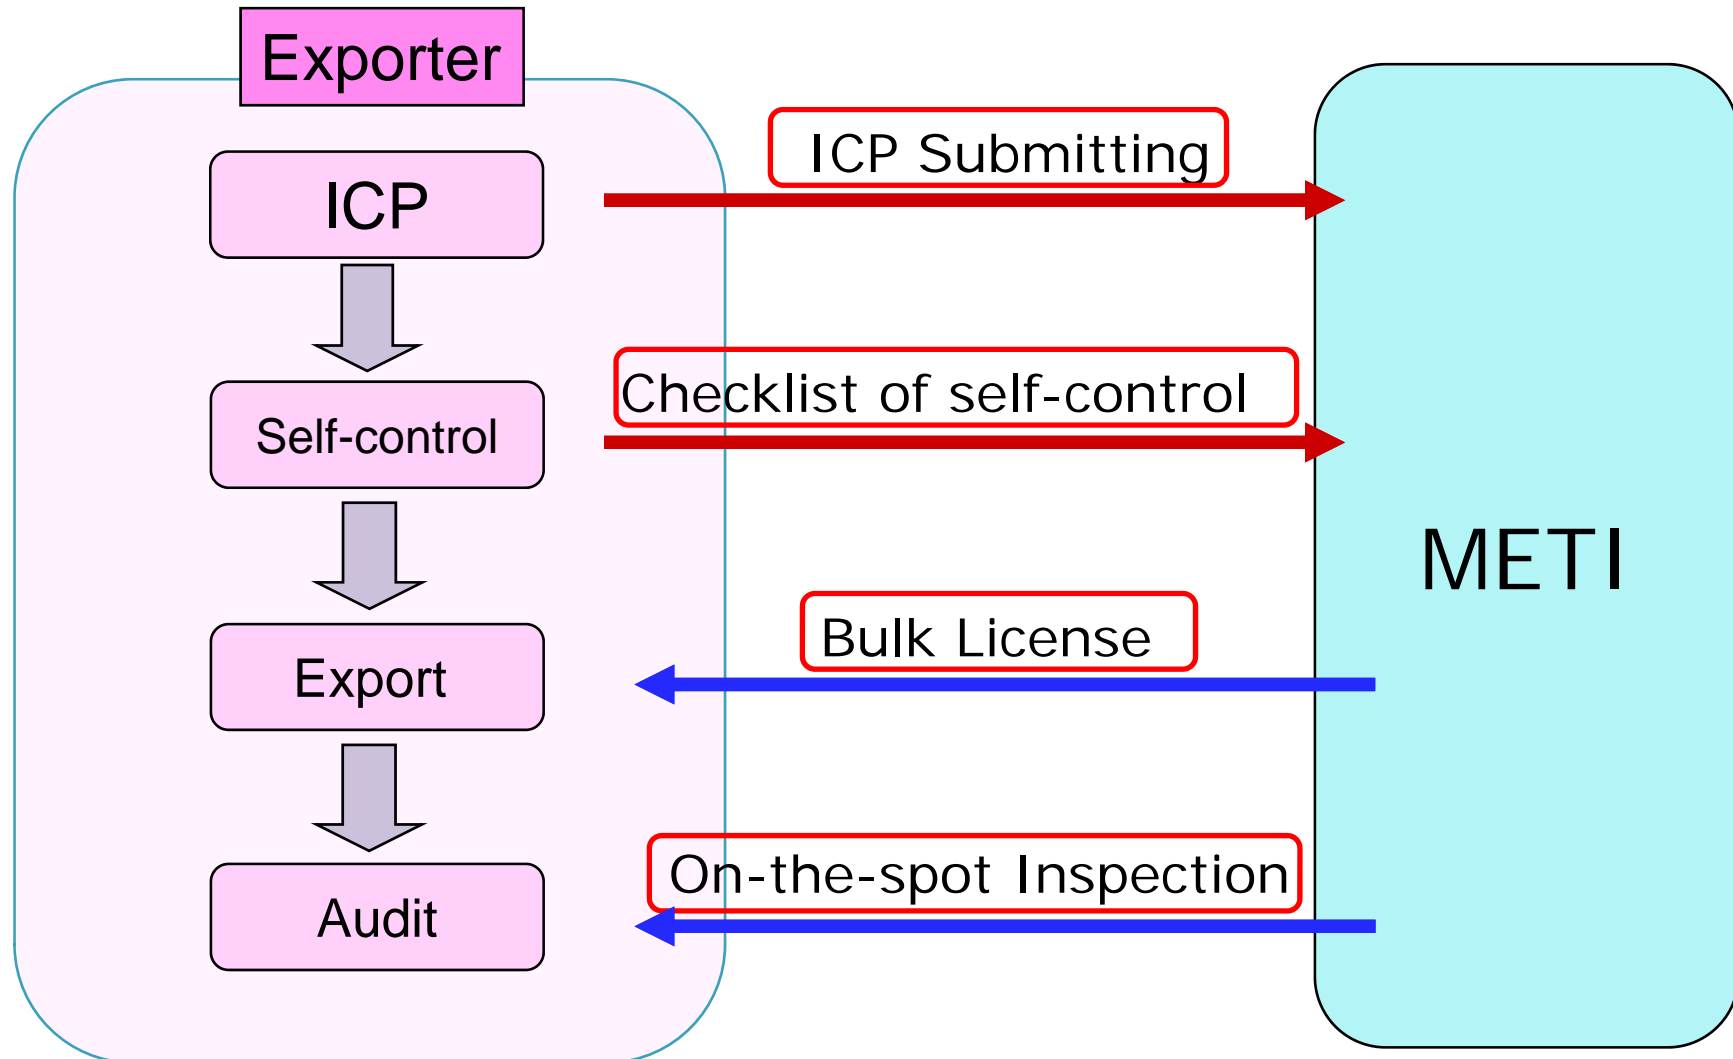 Exporter
ICP
ICP Submitting
Self-control
Checklist of self-control
METI
Export
Bulk License
Audit
On-the-spot Inspection